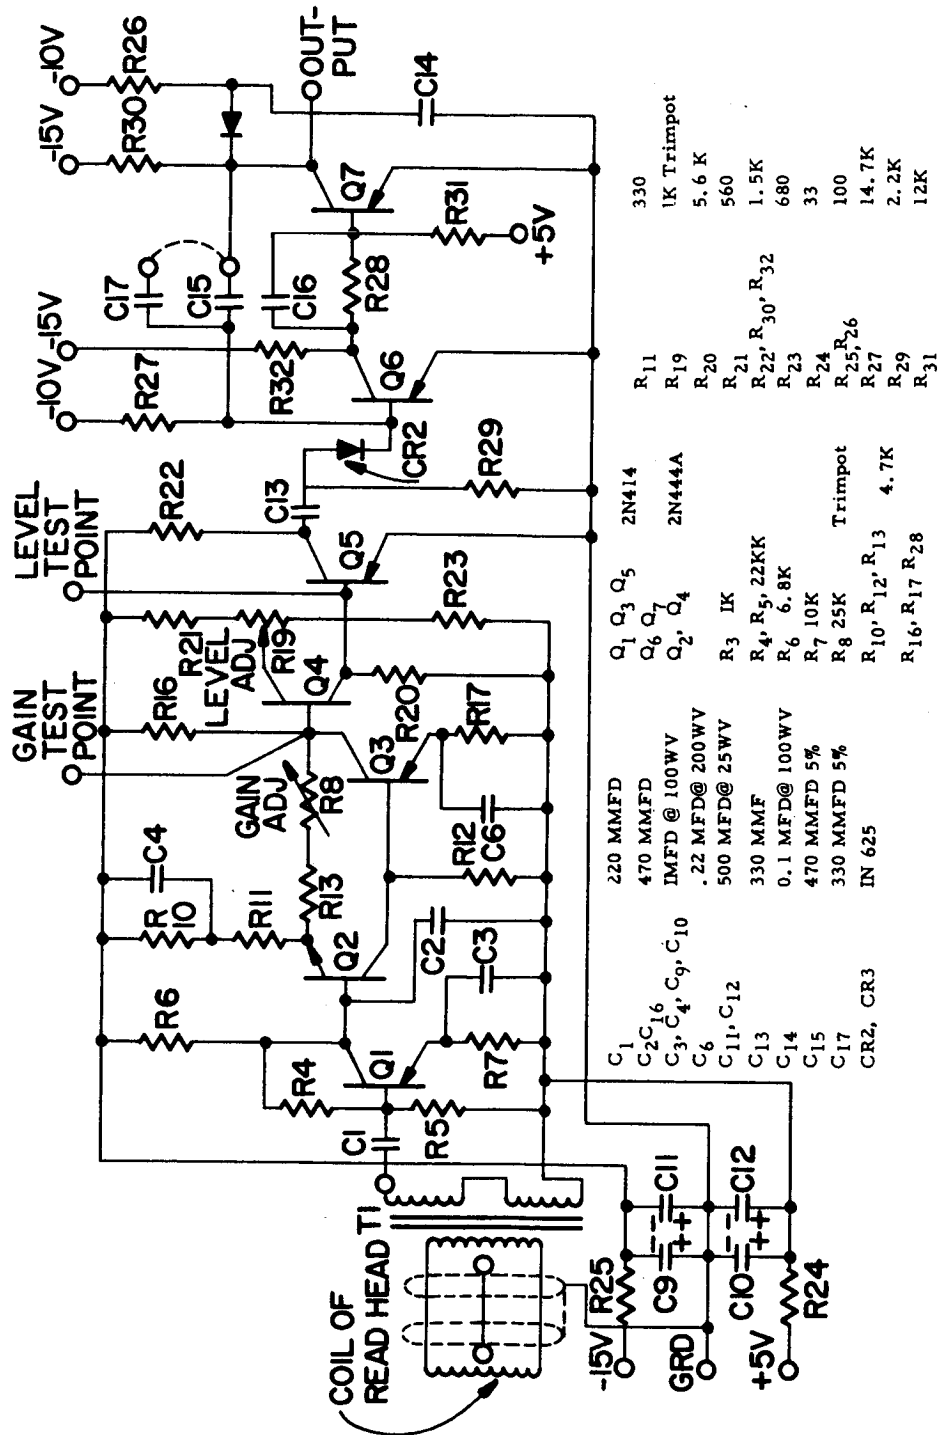 GAIN
TEST
POINT
LEVEL
TEST
POINT
-10V
-15V
-15V
-10V
R6
R
10
C4
R11
R16
R21
LEVEL
ADJ
R19
R22
R27
R32
C17
C15
C16
R30
R26
OUT-
PUT
GAIN
ADJ
R8
R13
Q2
Q4
Q3
Q5
C13
CR2
Q6
R28
Q7
C14
R4
Q1
C1
R5
R7
C2
C3
R12
C6
R20
R17
R23
R29
R31
+5V
COIL OF
READ HEAD
T1
-15V
R25
C9
C11
GRD
C10
C12
+5V
R24
C1 220 MMFD
C2C16 470 MMFD
C3, C4, C9, C10 1MFD @ 100WV
C6 .22 MFD@ 200WV
C11, C12 500 MFD@ 25WV
C13 330 MMF
C14 0.1 MFD@ 100WV
C15 470 MMFD 5%
C17 330 MMFD 5%
CR2, CR3 IN 625
Q1 Q3 Q5
Q6 Q7 2N414
Q2, Q4 2N444A
R3 1K
R4, R5, 22KK
R6 6.8K
R7 10K
R8 25K Trimpot
R10, R12, R13
R16, R17 R28 4.7K
R11 330
R19 1K Trimpot
R20 5.6 K
R21 560
R22, R30, R32 1.5K
R23 680
R24 33
R25, R26 100
R27 14.7K
R29 2.2K
R31 12K